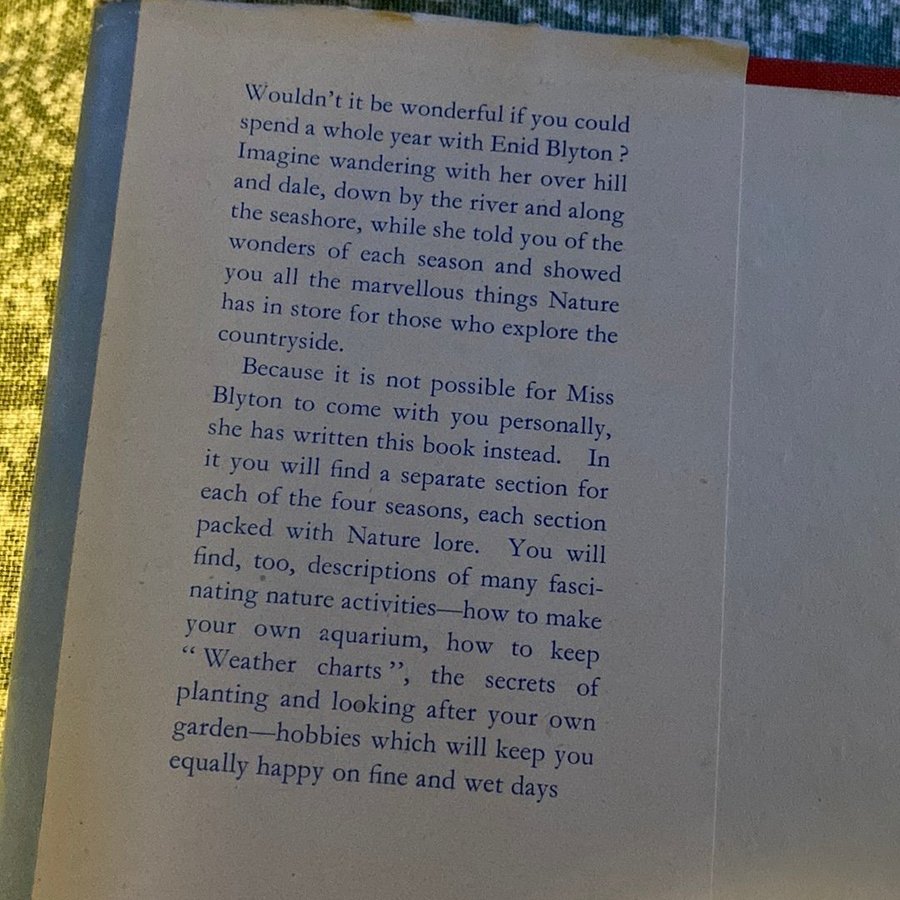 Wouldn't it be wonderful if you could
spend a whole year with Enid Blyton ?
Imagine wandering with her over hill
and dale, down by the river and along
the seashore, while she told you of the
wonders of each season and showed
you all the marvellous things Nature
has in store for those who explore the
countryside.
Because it is not possible for Miss
Blyton to come with you personally,
she has written this book instead. In
it you will find a separate section for
each of the four seasons, each section
packed with Nature lore. You will
find, too, descriptions of many fasci-
nating nature activities—how to make
your own aquarium, how to keep
“ Weather charts ”, the secrets of
planting and looking after your own
garden—hobbies which will keep you
equally happy on fine and wet days